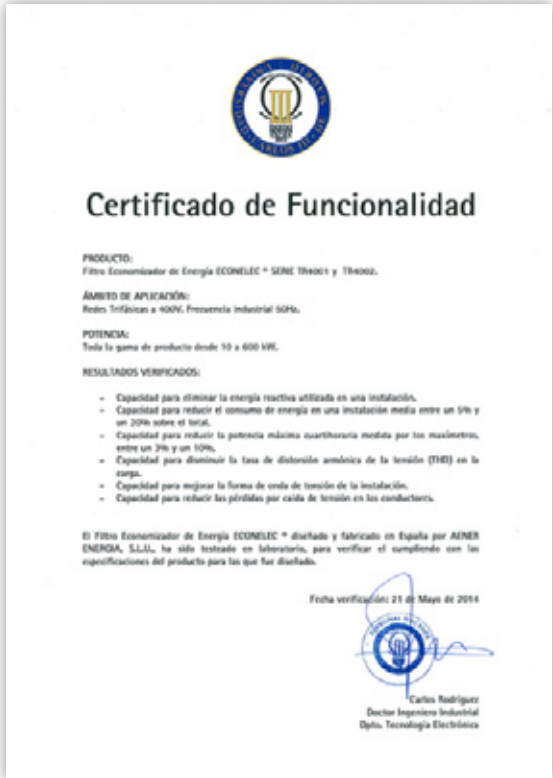 Certificado de Funcionalidad
PRODUCTO:
Filtro Economizador de Energía ECONELEC ® SERIE TR4001 y TR4002.
ÁMBITO DE APLICACIÓN:
Redes Trifásicas a 400V. Frecuencia industrial 50Hz.
POTENCIA:
Toda la gama de producto desde 10 a 600 kW.
RESULTADOS VERIFICADOS:
- Capacidad para eliminar la energía reactiva utilizada en una instalación.
- Capacidad para reducir el consumo de energía en una instalación media entre un 5% y
un 20% sobre el total.
- Capacidad para reducir la potencia máxima cuartihoraria medida por los maxímetros,
entre un 3% y un 10%.
- Capacidad para disminuir la tasa de distorsión armónica de la tensión (THD) en la
carga.
- Capacidad para mejorar la forma de onda de tensión de la instalación.
- Capacidad para reducir las pérdidas por caída de tensión en los conductores.
El Filtro Economizador de Energía ECONELEC ® diseñado y fabricado en España por AENER
ENERGÍA, S.L.U., ha sido testeado en laboratorio, para verificar el cumpliendo con las
especificaciones del producto para las que fue diseñado.
Fecha verificación: 21 de Mayo de 2014
Carlos Rodríguez
Doctor Ingeniero Industrial
Dpto. Tecnología Electrónica